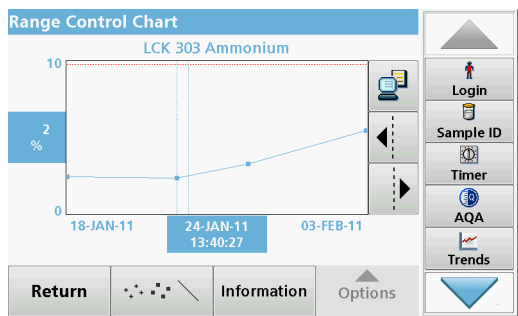 Range Control Chart
LCK 303 Ammonium
10
2
%
0
18-JAN-11
24-JAN-11
13:40:27
03-FEB-11
Return
Information
Options
Login
Sample ID
Timer
AQA
Trends